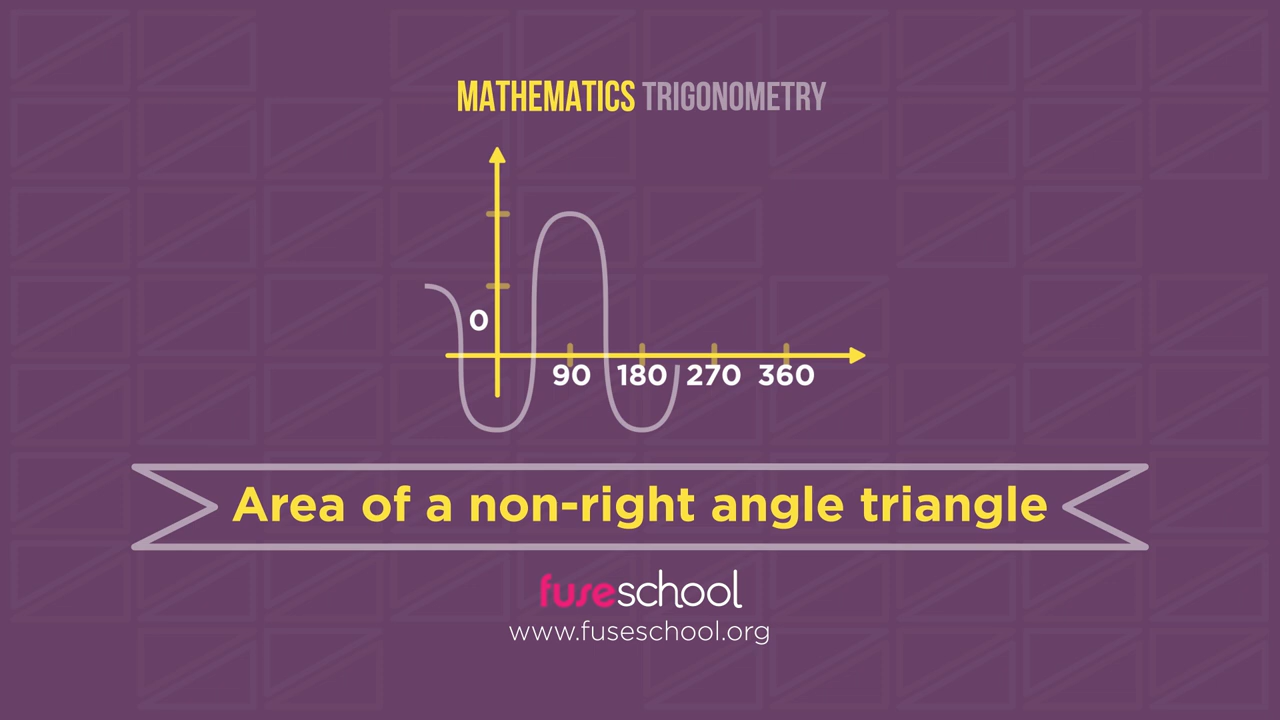 MATHEMATICS TRIGONOMETRY
0
90 180 270 360
Area of a non-right angle triangle
fuseschool
www.fuseschool.org